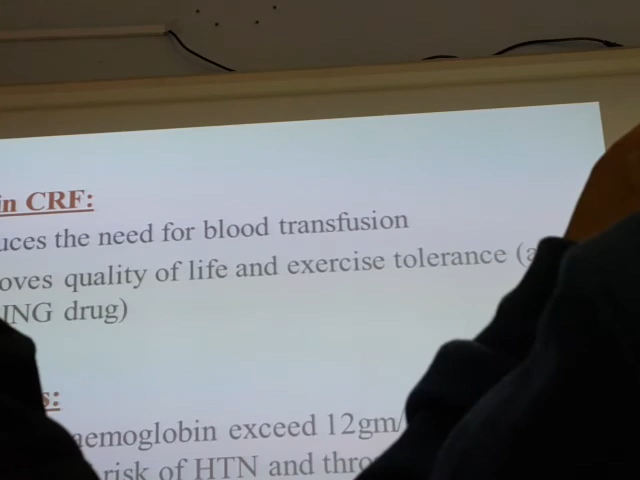 in CRF:
uces the need for blood transfusion
oves quality of life and exercise tolerance (a
ING drug)
s:
aemoglobin exceed 12gm/
risk of HTN and thro